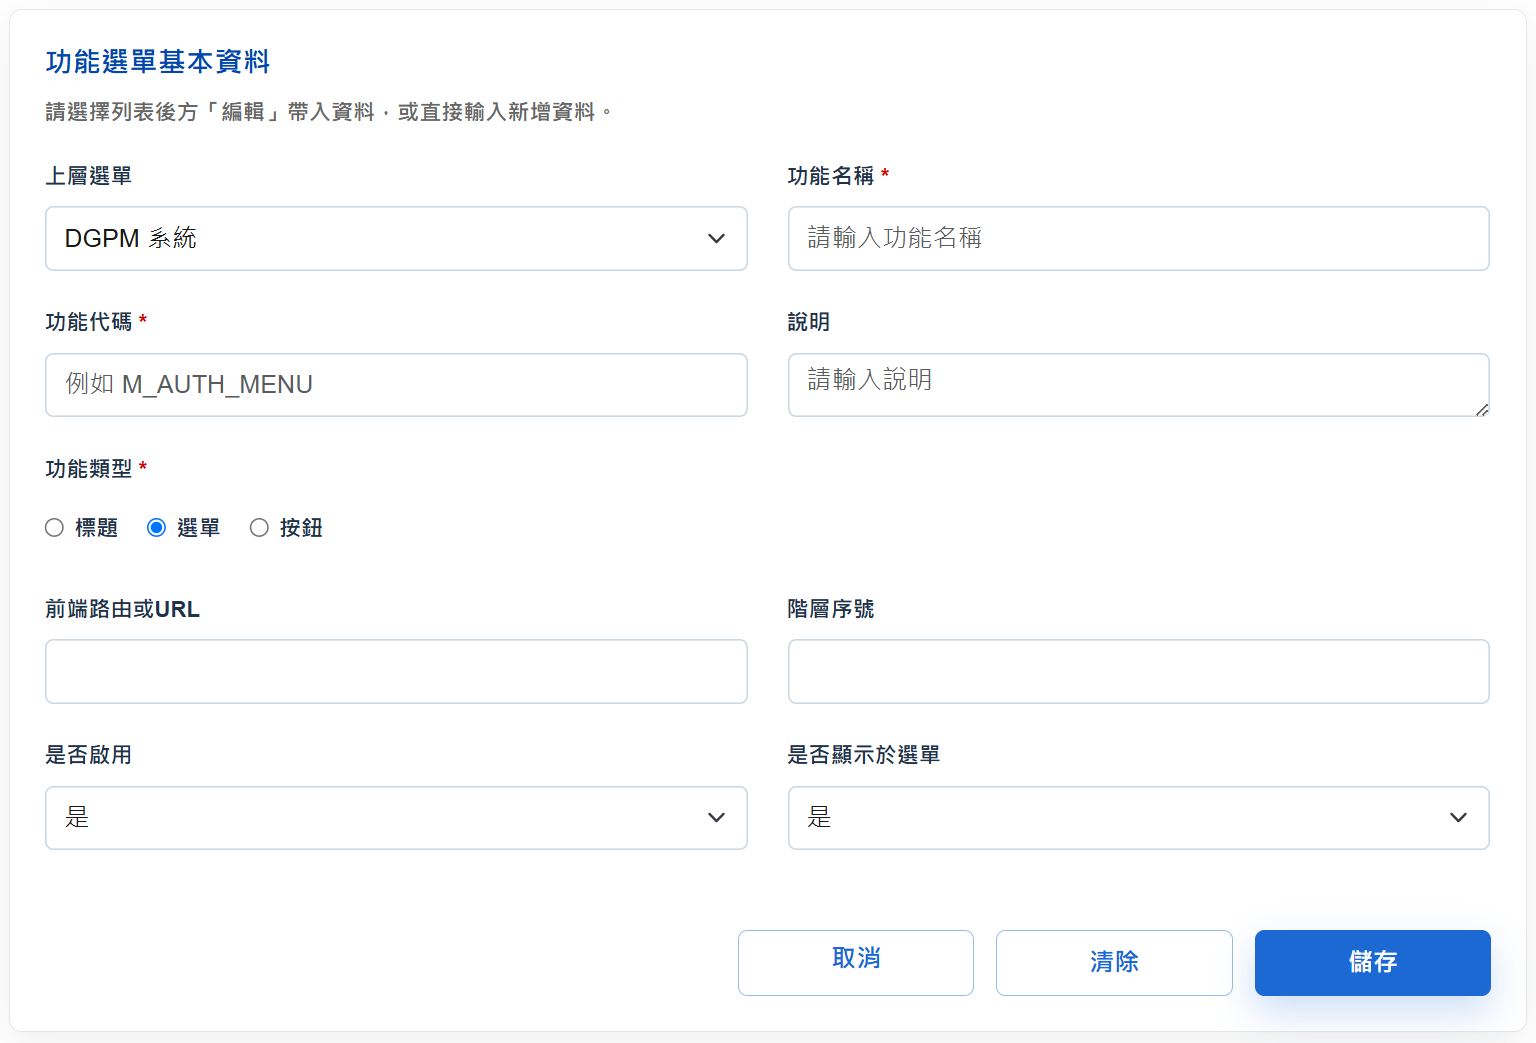 功能選單基本資料
請選擇列表後方「編輯」帶入資料，或直接輸入新增資料。
上層選單
功能名稱 *
DGPM 系統
請輸入功能名稱
功能代碼 *
說明
例如 M_AUTH_MENU
請輸入說明
功能類型 *
標題 選單 按鈕
前端路由或URL
階層序號
是否啟用
是否顯示於選單
是
是
取消 清除 儲存